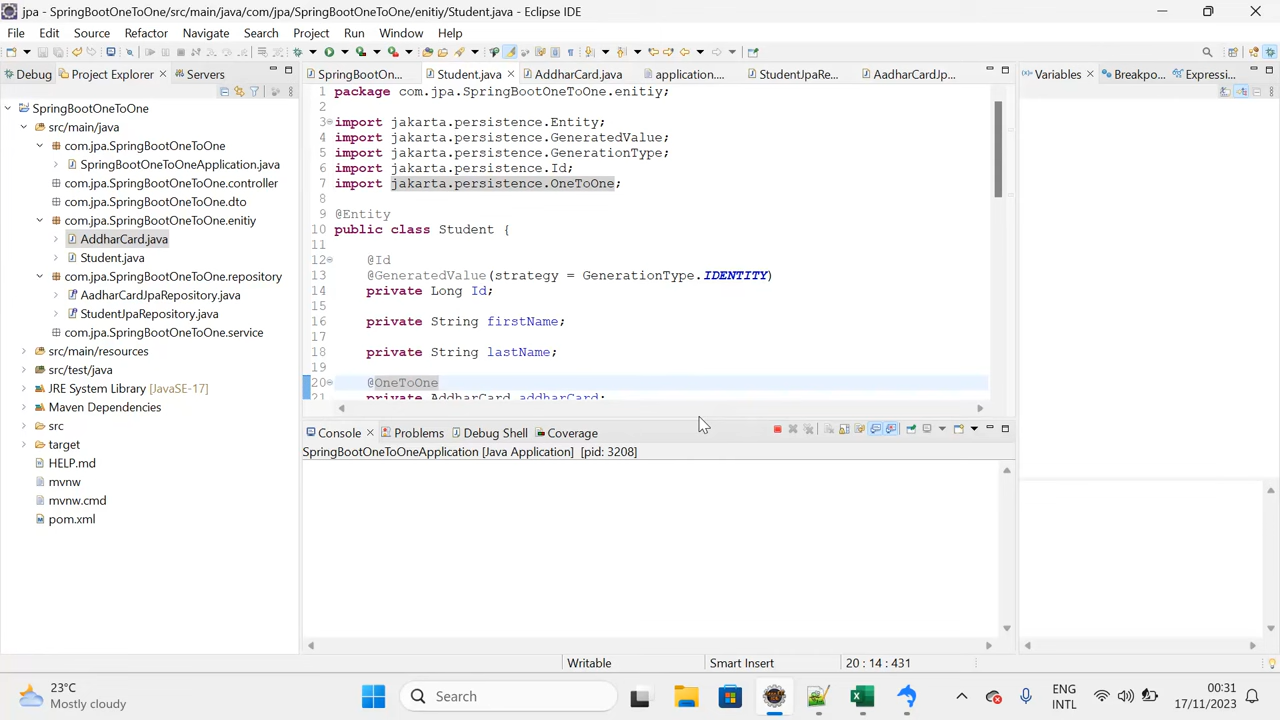 jpa - SpringBootOneToOne/src/main/java/com/jpa/SpringBootOneToOne/enitiy/Student.java - Eclipse IDE
File Edit Source Refactor Navigate Search Project Run Window Help
Debug Project Explorer Servers
SpringBootOn... Student.java AddharCard.java application.... StudentJpaRe... AadharCardJp...
Variables Breakpo... Expressi...
SpringBootOneToOne
src/main/java
com.jpa.SpringBootOneToOne
SpringBootOneToOneApplication.java
com.jpa.SpringBootOneToOne.controller
com.jpa.SpringBootOneToOne.dto
com.jpa.SpringBootOneToOne.enitiy
AddharCard.java
Student.java
com.jpa.SpringBootOneToOne.repository
AadharCardJpaRepository.java
StudentJpaRepository.java
com.jpa.SpringBootOneToOne.service
src/main/resources
src/test/java
JRE System Library [JavaSE-17]
Maven Dependencies
src
target
HELP.md
mvnw
mvnw.cmd
pom.xml
1 package com.jpa.SpringBootOneToOne.enitiy;
2
3 import jakarta.persistence.Entity;
4 import jakarta.persistence.GeneratedValue;
5 import jakarta.persistence.GenerationType;
6 import jakarta.persistence.Id;
7 import jakarta.persistence.OneToOne;
8
9 @Entity
10 public class Student {
11
12 @Id
13 @GeneratedValue(strategy = GenerationType.IDENTITY)
14 private Long Id;
15
16 private String firstName;
17
18 private String lastName;
19
20 @OneToOne
21 private AddharCard addharCard;
Console Problems Debug Shell Coverage
SpringBootOneToOneApplication [Java Application] [pid: 3208]
Writable Smart Insert 20 : 14 : 431
23°C
Mostly cloudy
Search
ENG
INTL
00:31
17/11/2023